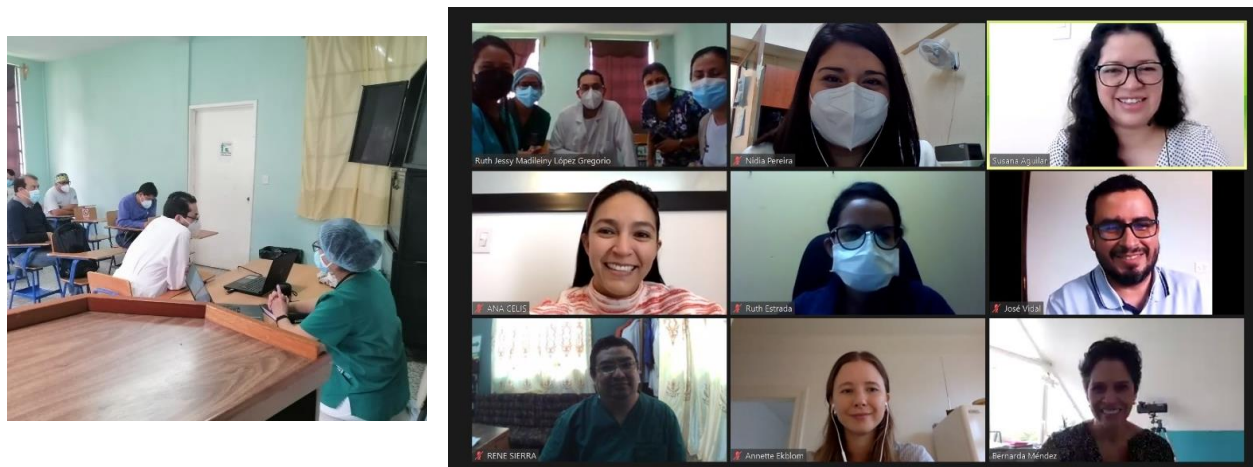 Ruth Jessy Madileiny López Gregorio
Nidia Pereira
Susana Aguilar
ANA CELIS
Ruth Estrada
José Vidal
RENE SIERRA
Annette Ekblom
Bernarda Méndez